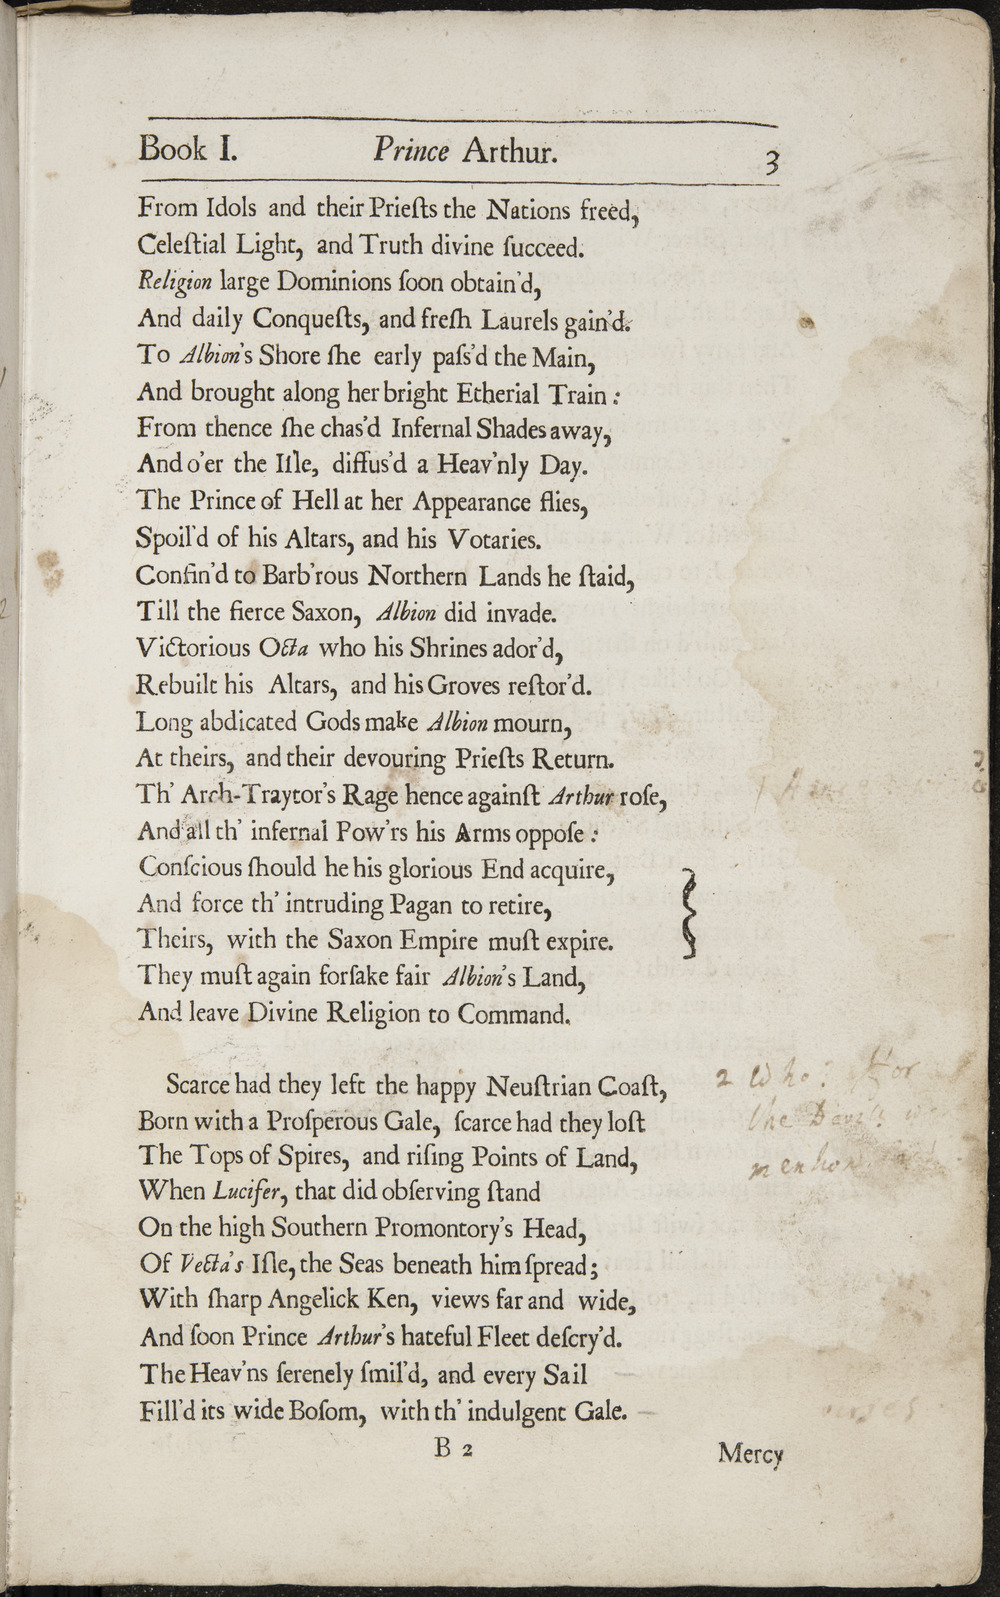 Book I. Prince Arthur. 3
From Idols and their Prieſts the Nations freed,
Celeſtial Light, and Truth divine ſucceed.
Religion large Dominions ſoon obtain'd,
And daily Conqueſts, and freſh Laurels gain'd.
To Albion's Shore ſhe early paſs'd the Main,
And brought along her bright Etherial Train :
From thence ſhe chas'd Infernal Shades away,
And o'er the Iſle, diffus'd a Heav'nly Day.
The Prince of Hell at her Appearance flies,
Spoil'd of his Altars, and his Votaries.
Confin'd to Barb'rous Northern Lands he ſtaid,
Till the fierce Saxon, Albion did invade.
Victorious Octa who his Shrines ador'd,
Rebuilt his Altars, and his Groves reſtor'd.
Long abdicated Gods make Albion mourn,
At theirs, and their devouring Prieſts Return.
Th' Arch-Traytor's Rage hence againſt Arthur roſe,
And all th' infernal Pow'rs his Arms oppoſe :
Conſcious ſhould he his glorious End acquire,
And force th' intruding Pagan to retire,
Theirs, with the Saxon Empire muſt expire.
They muſt again forſake fair Albion's Land,
And leave Divine Religion to Command.
Scarce had they left the happy Neuſtrian Coaſt,
Born with a Proſperous Gale, ſcarce had they loſt
The Tops of Spires, and riſing Points of Land,
When Lucifer, that did obſerving ſtand
On the high Southern Promontory's Head,
Of Vecta's Iſle, the Seas beneath him ſpread;
With ſharp Angelick Ken, views far and wide,
And ſoon Prince Arthur's hateful Fleet deſcry'd.
The Heav'ns ſerenely ſmil'd, and every Sail
Fill'd its wide Boſom, with th' indulgent Gale.
B 2 Mercy
2 Who? for
the